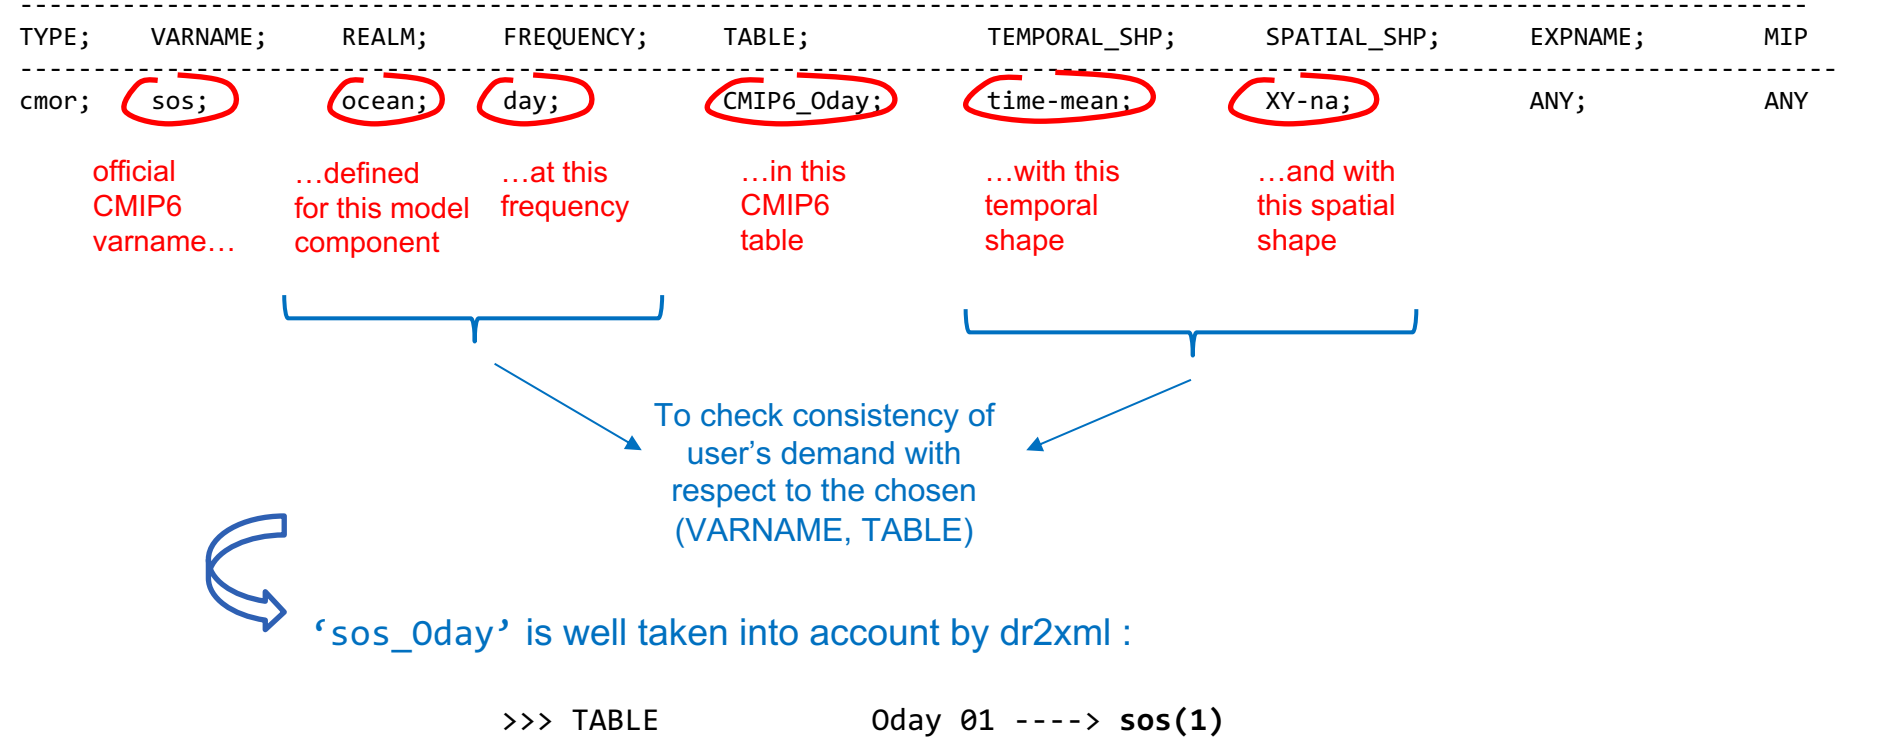 TYPE; VARNAME; REALM; FREQUENCY; TABLE; TEMPORAL_SHP; SPATIAL_SHP; EXPNAME; MIP
cmor; sos; ocean; day; CMIP6_Oday; time-mean; XY-na; ANY; ANY
official
CMIP6
varname…
…defined
for this model
component
…at this
frequency
…in this
CMIP6
table
…with this
temporal
shape
…and with
this spatial
shape
To check consistency of
user’s demand with
respect to the chosen
(VARNAME, TABLE)
‘sos_Oday’ is well taken into account by dr2xml :
>>> TABLE Oday 01 ----> sos(1)